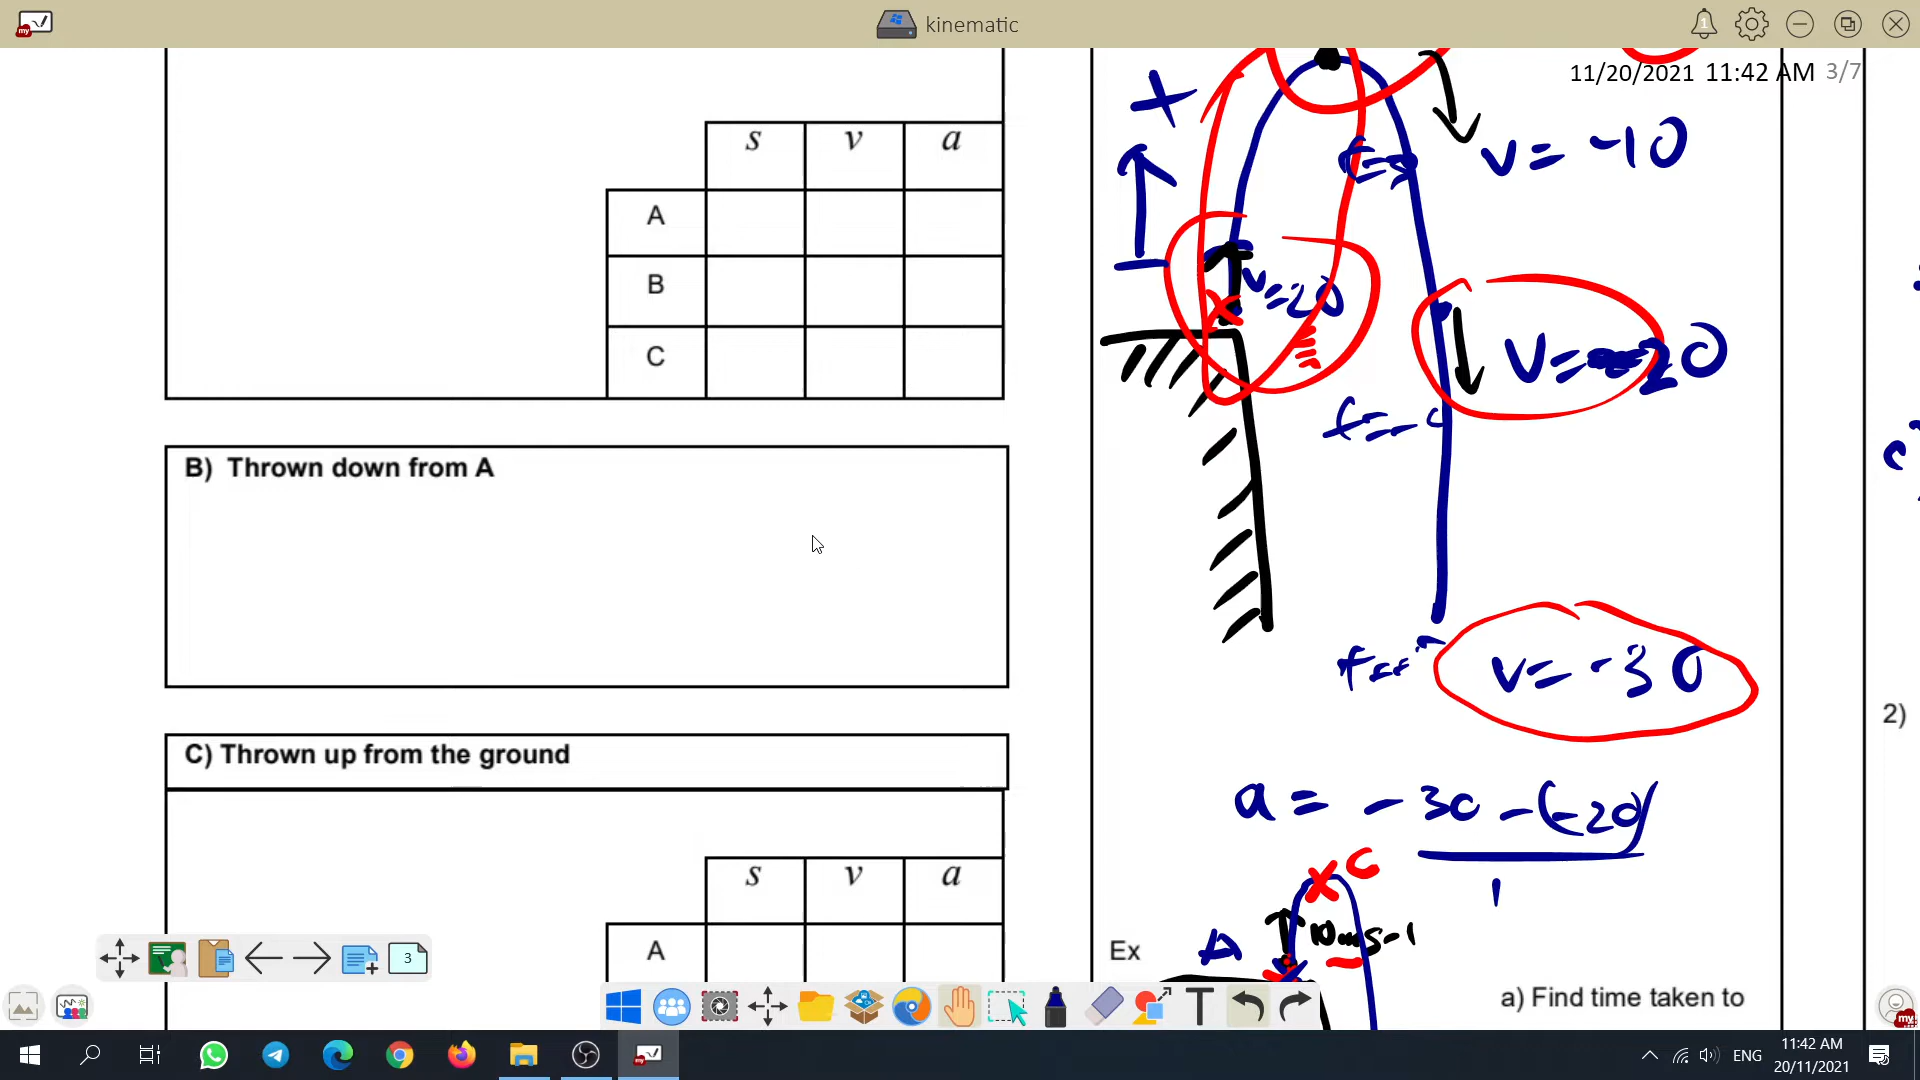 kinematic
11/20/2021 11:42 AM 3/7
s v a
A
B
C
B) Thrown down from A
C) Thrown up from the ground
s v a
A
+
v = -10
v=20
v=-20
v= -30
a = -30 -(-20)
1
C
A 10ms-1
Ex
a) Find time taken to
2)
3
11:42 AM
ENG
20/11/2021